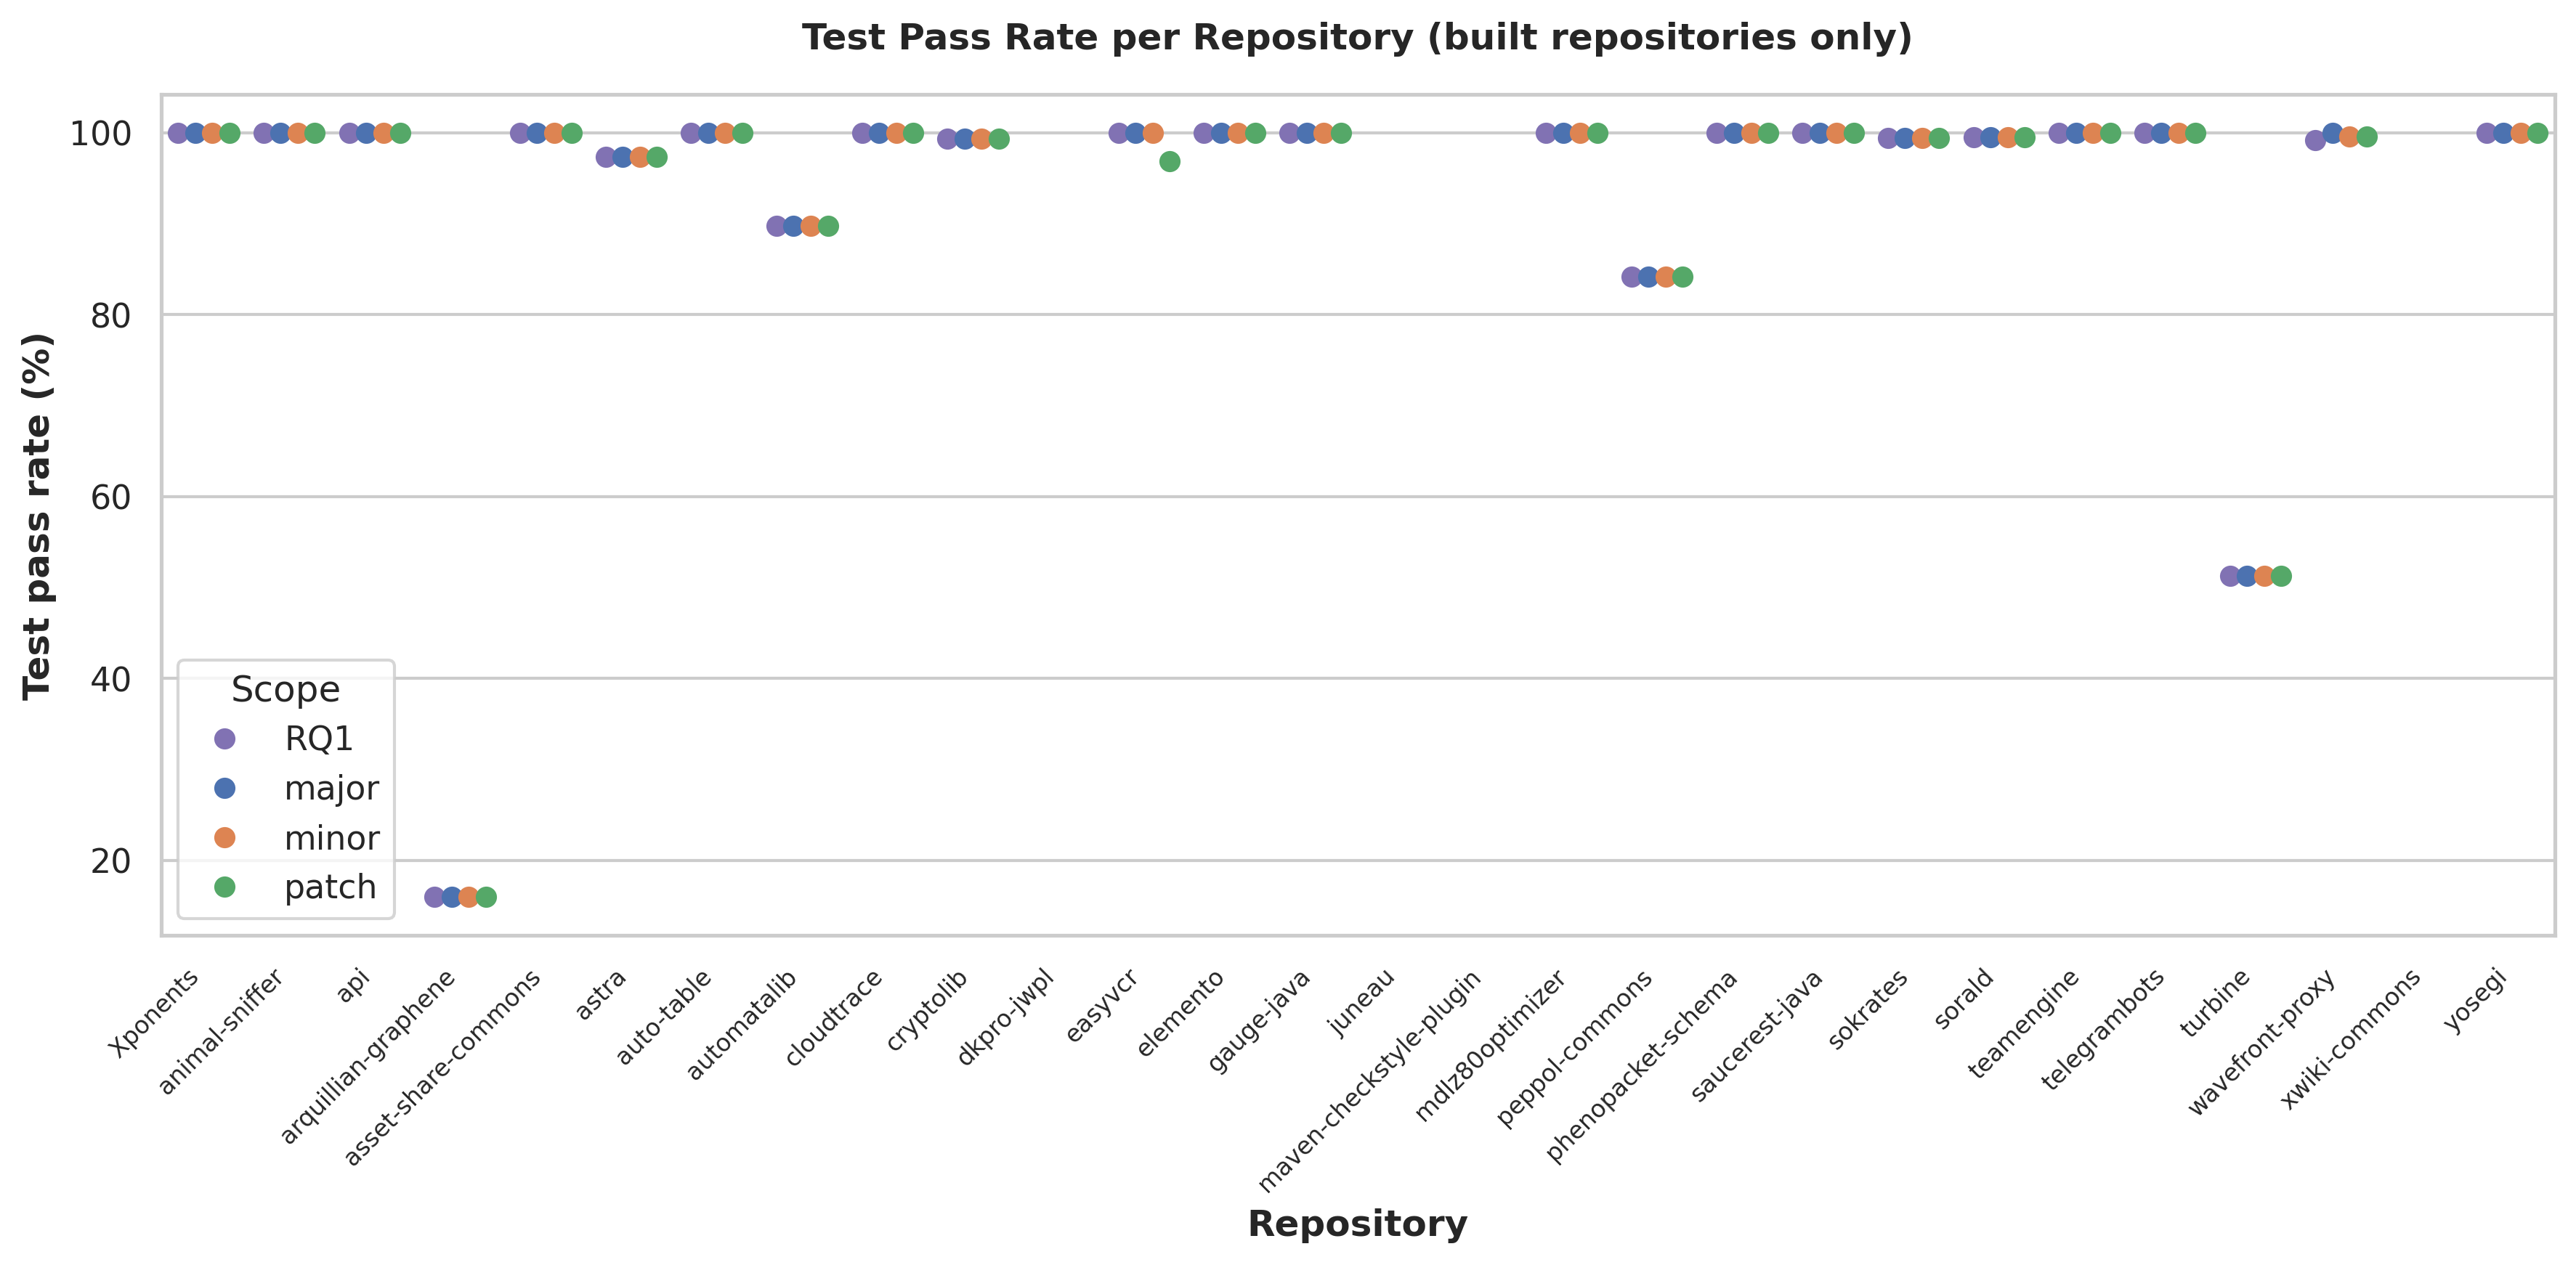 Test Pass Rate per Repository (built repositories only)
Test pass rate (%)
100
80
60
40
20
Scope
RQ1
major
minor
patch
Xponents
animal-sniffer
api
arquillian-graphene
asset-share-commons
astra
auto-table
automatalib
cloudtrace
cryptolib
dkpro-jwpl
easyvcr
elemento
gauge-java
juneau
maven-checkstyle-plugin
mdlz80optimizer
peppol-commons
phenopacket-schema
saucerest-java
sokrates
sorald
teamengine
telegrambots
turbine
wavefront-proxy
xwiki-commons
yosegi
Repository